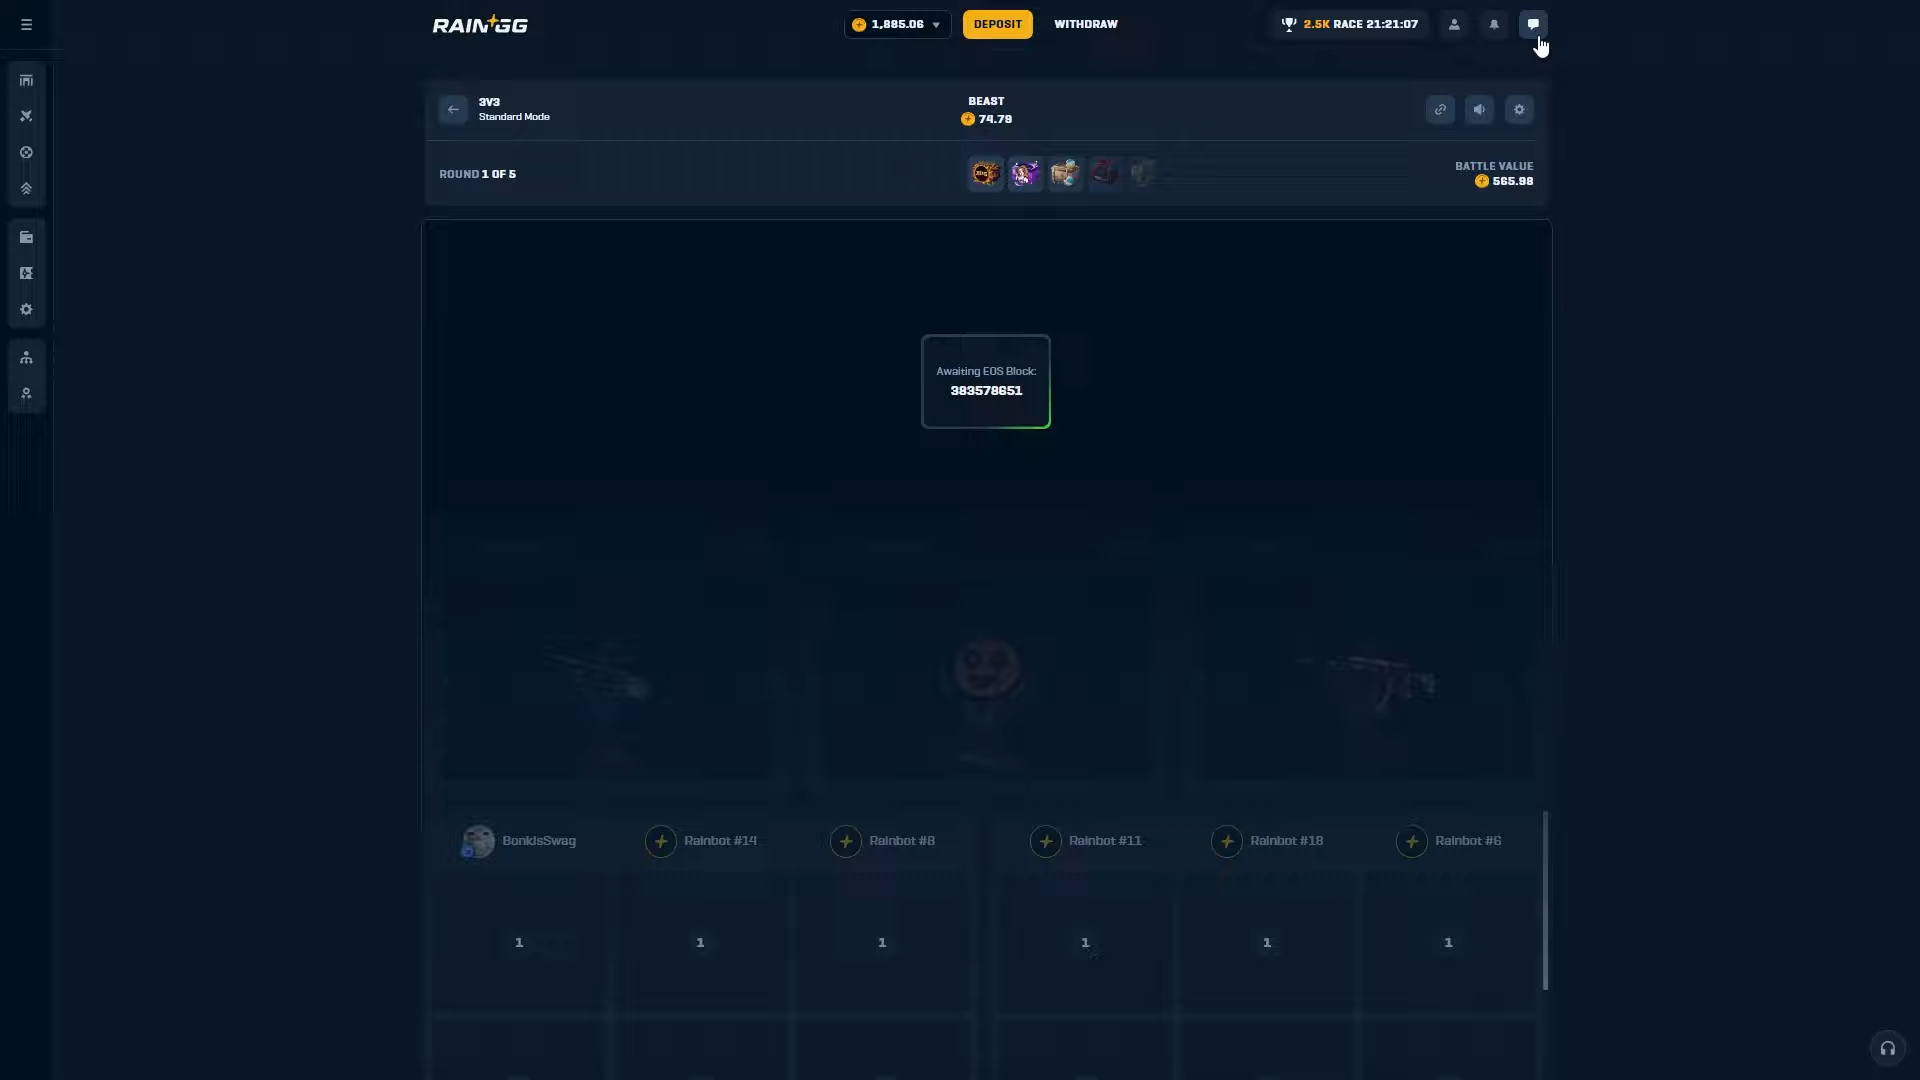 RAIN GG
1,885.06
DEPOSIT
WITHDRAW
2.5K RACE 21:21:07
3V3
Standard Mode
BEAST
74.79
ROUND 1 OF 5
BATTLE VALUE
565.98
Awaiting EOS Block:
383578651
BonkIsSwag
Rainbot #14
Rainbot #8
Rainbot #11
Rainbot #18
Rainbot #6
1
1
1
1
1
1